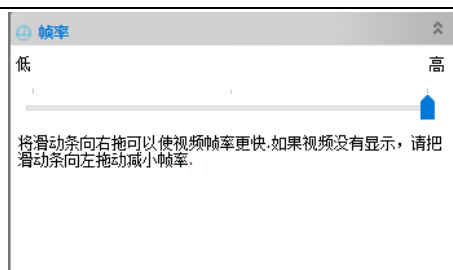 帧率
低 高
将滑动条向右拖可以使视频帧率更快.如果视频没有显示，请把
滑动条向左拖动减小帧率.